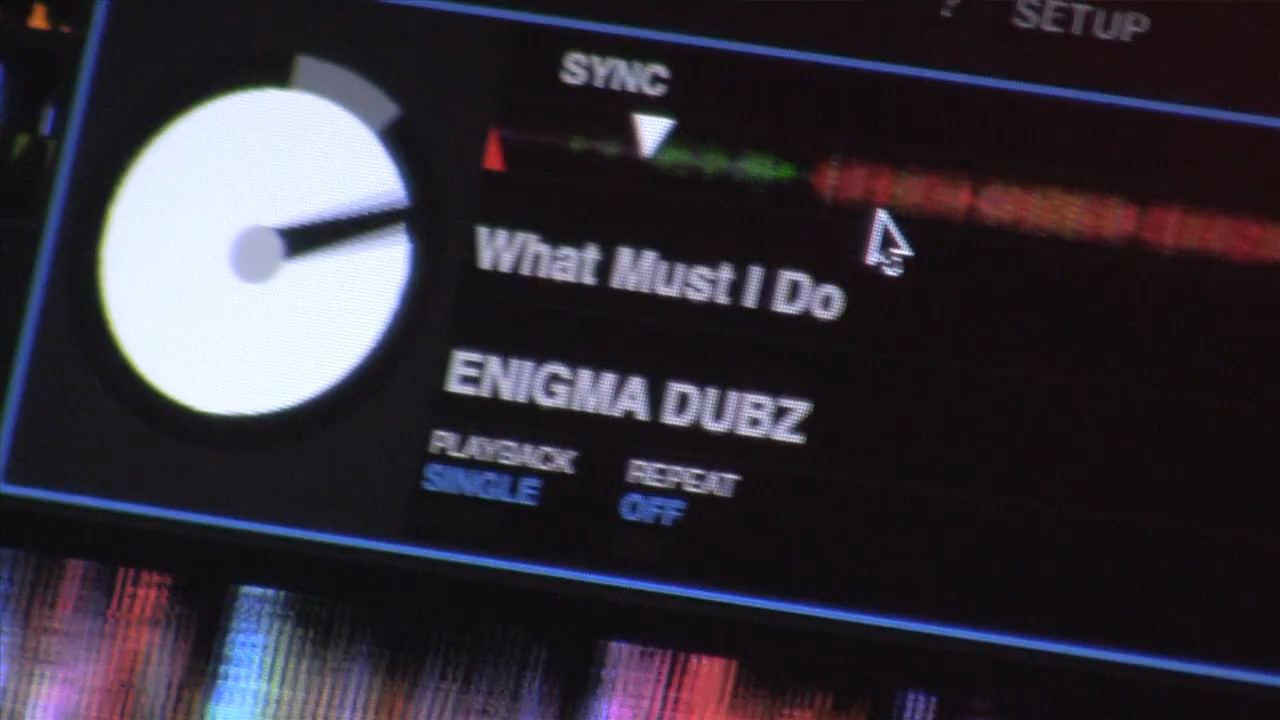 ? SETUP
SYNC
What Must I Do
ENIGMA DUBZ
PLAYBACK REPEAT
SINGLE OFF